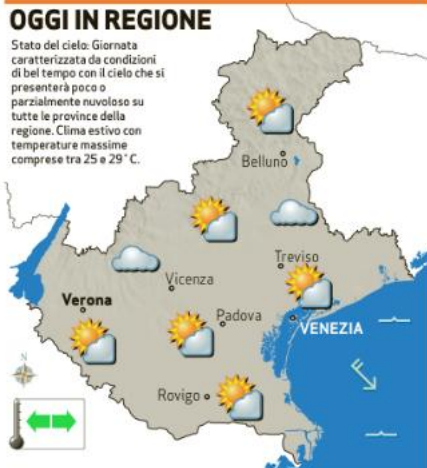 OGGI IN REGIONE
Stato del cielo: Giornata
caratterizzata da condizioni
di bel tempo con il cielo che si
presenterà poco o
parzialmente nuvoloso su
tutte le province della
regione. Clima estivo con
temperature massime
comprese tra 25 e 29°C.
Belluno
Treviso
Vicenza
Verona
Padova
VENEZIA
Rovigo
N